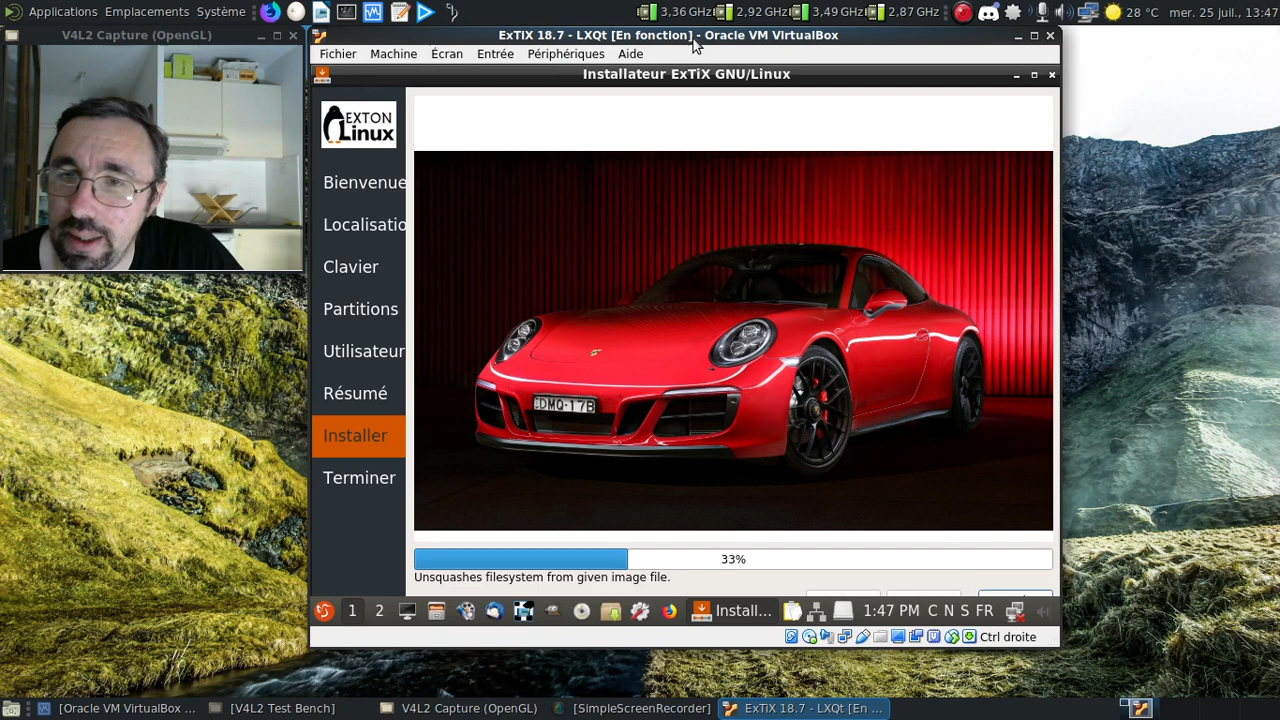 Applications Emplacements Système
3,36 GHz 2,92 GHz 3,49 GHz 2,87 GHz 28 °C mer. 25 juil., 13:47
V4L2 Capture (OpenGL)
ExTiX 18.7 - LXQt [En fonction] - Oracle VM VirtualBox
Fichier Machine Écran Entrée Périphériques Aide
Installateur ExTiX GNU/Linux
EXTON
Linux
Bienvenue
Localisatio
Clavier
Partitions
Utilisateur
Résumé
Installer
Terminer
DMQ·17B
33%
Unsquashes filesystem from given image file.
1 2 Install... 1:47 PM C N S FR
Ctrl droite
[Oracle VM VirtualBox ... [V4L2 Test Bench] V4L2 Capture (OpenGL) [SimpleScreenRecorder] ExTiX 18.7 - LXQt [En ...